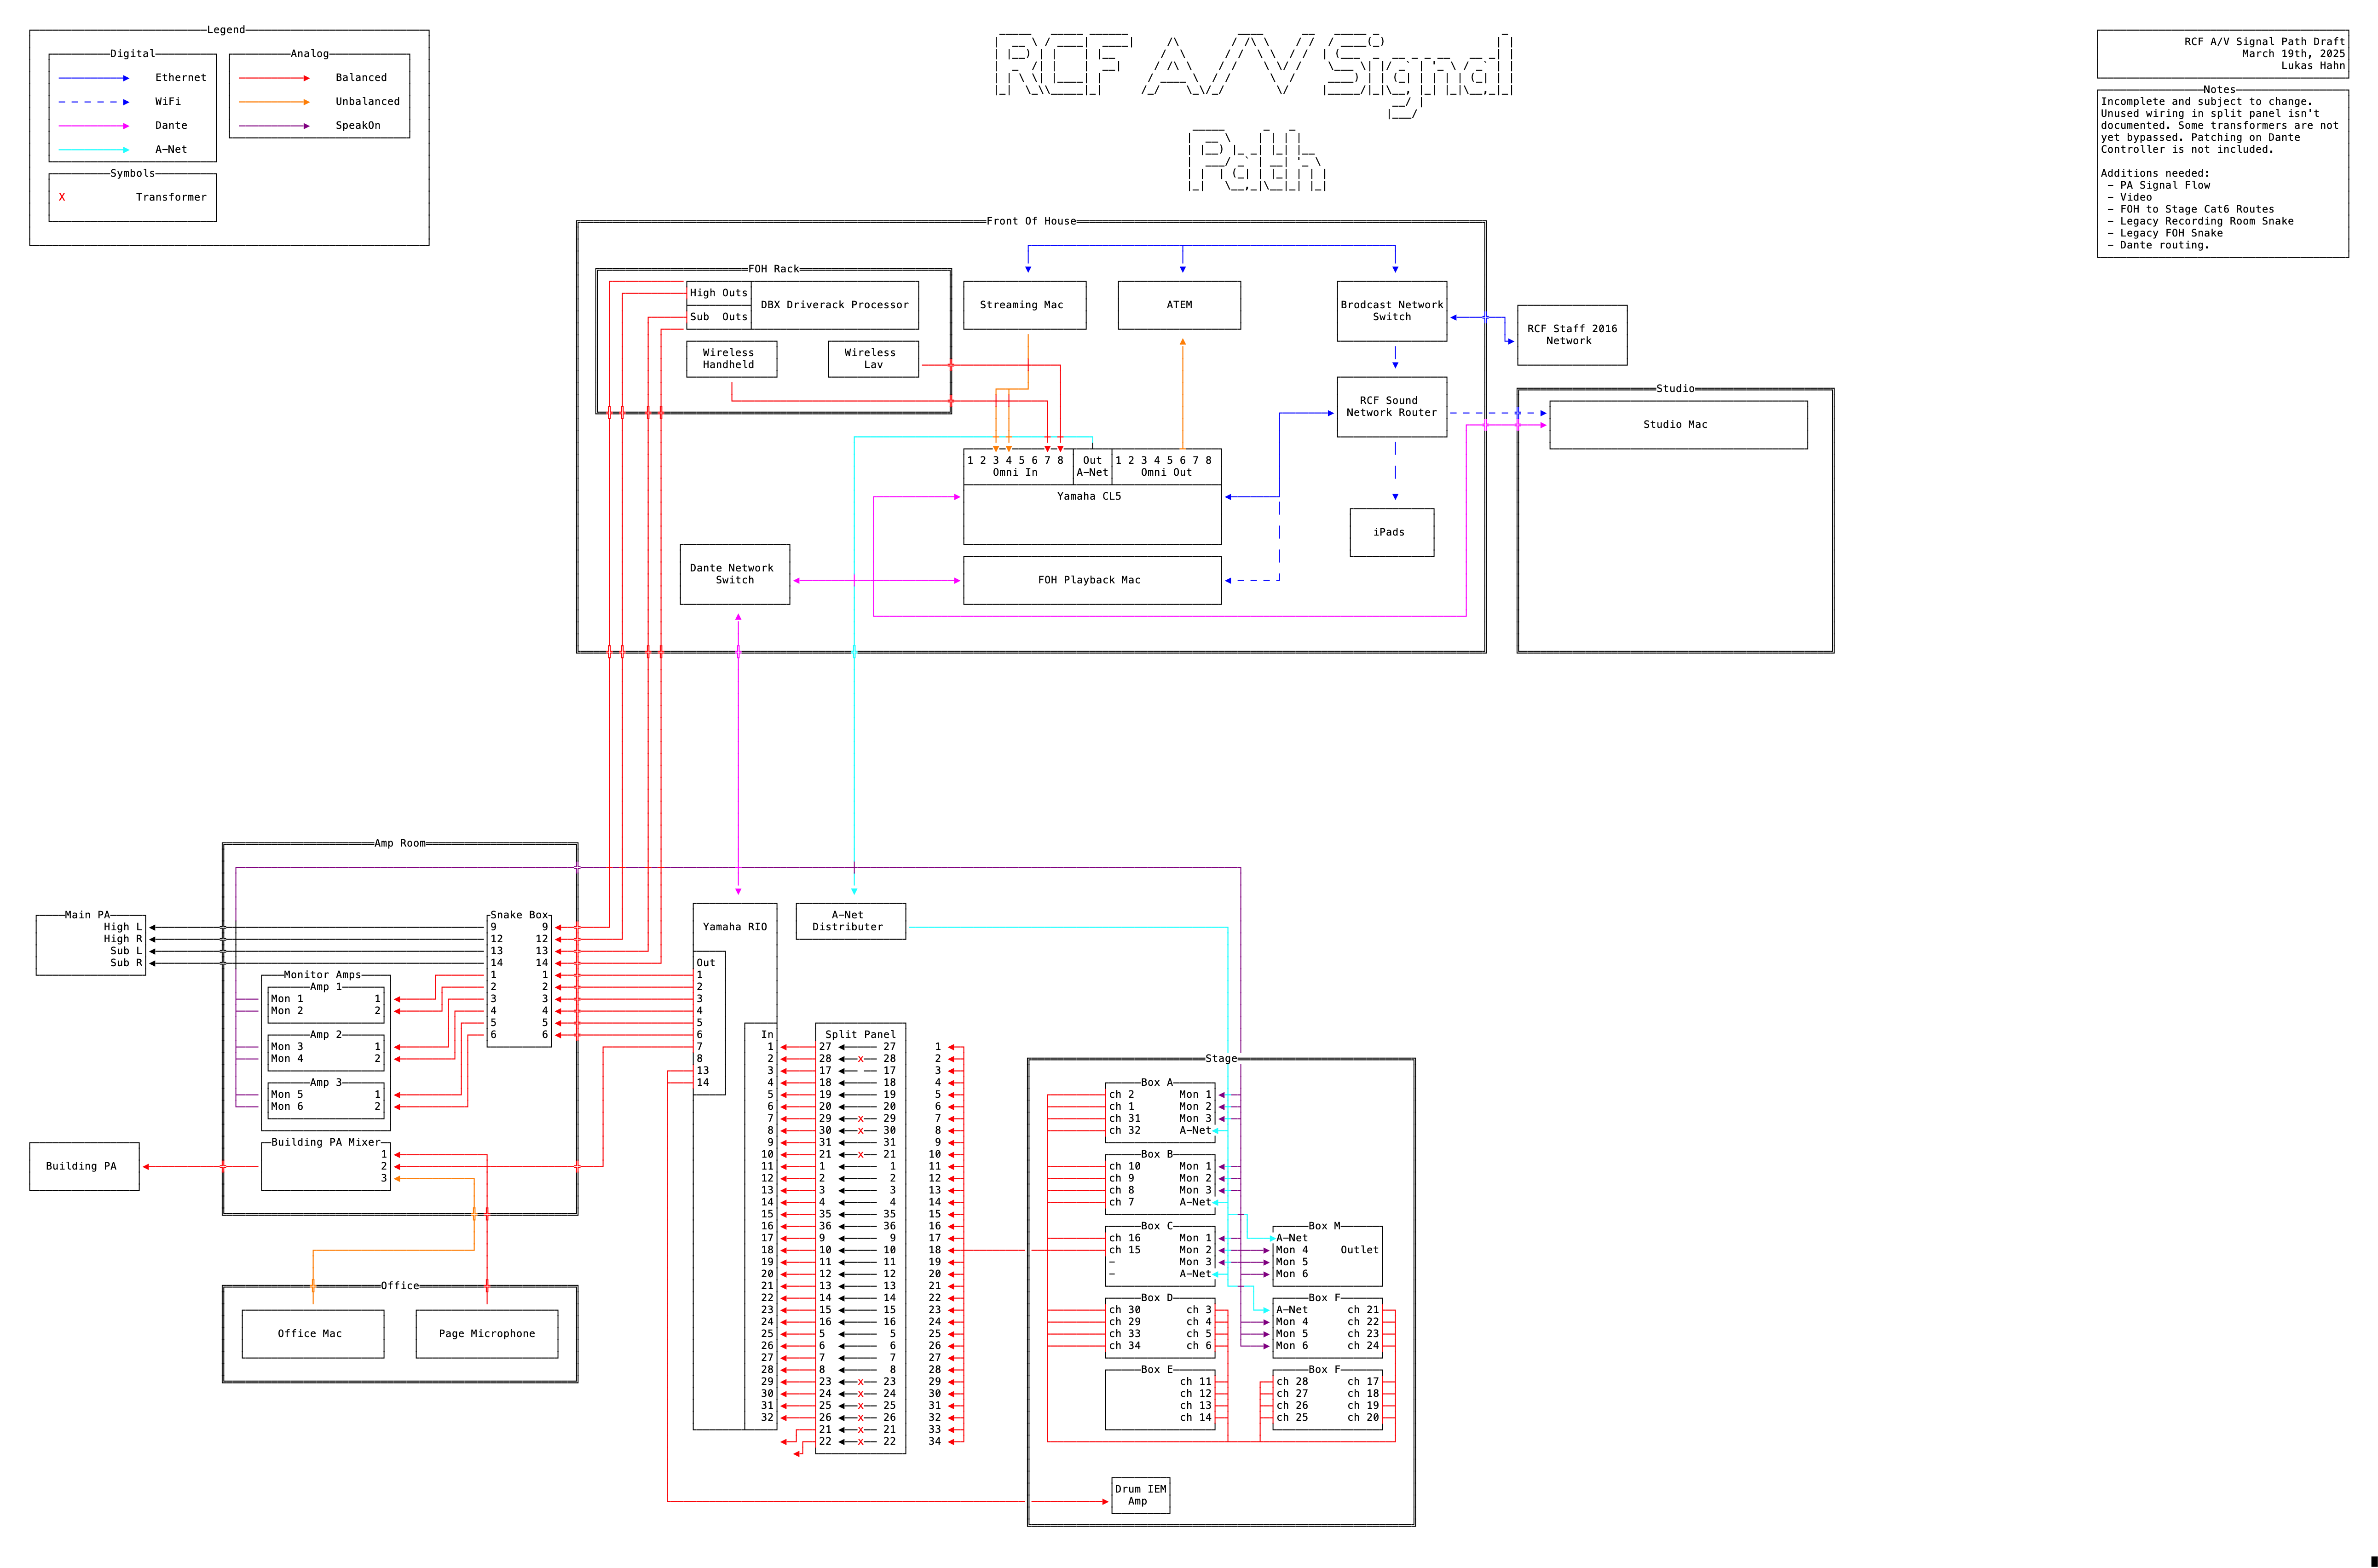 Legend
Digital
Ethernet
WiFi
Dante
A-Net
Analog
Balanced
Unbalanced
SpeakOn
Symbols
X Transformer
RCF A/V Signal
Path
RCF A/V Signal Path Draft
March 19th, 2025
Lukas Hahn
Notes
Incomplete and subject to change.
Unused wiring in split panel isn't
documented. Some transformers are not
yet bypassed. Patching on Dante
Controller is not included.
Additions needed:
- PA Signal Flow
- Video
- FOH to Stage Cat6 Routes
- Legacy Recording Room Snake
- Legacy FOH Snake
- Dante routing.
Front Of House
FOH Rack
High Outs
Sub Outs
DBX Driverack Processor
Wireless
Handheld
Wireless
Lav
Streaming Mac
ATEM
Brodcast Network
Switch
RCF Staff 2016
Network
RCF Sound
Network Router
Studio
Studio Mac
1 2 3 4 5 6 7 8
Omni In
Out
A-Net
1 2 3 4 5 6 7 8
Omni Out
Yamaha CL5
iPads
Dante Network
Switch
FOH Playback Mac
Amp Room
Main PA
High L
High R
Sub L
Sub R
Snake Box
9 9
12 12
13 13
14 14
1 1
2 2
3 3
4 4
5 5
6 6
Monitor Amps
Amp 1
Mon 1 1
Mon 2 2
Amp 2
Mon 3 1
Mon 4 2
Amp 3
Mon 5 1
Mon 6 2
Building PA Mixer
1
2
3
Building PA
Office
Office Mac
Page Microphone
Yamaha RIO
Out
1
2
3
4
5
6
7
8
13
14
In
1
2
3
4
5
6
7
8
9
10
11
12
13
14
15
16
17
18
19
20
21
22
23
24
25
26
27
28
29
30
31
32
A-Net
Distributer
Split Panel
27 27
28 x 28
17 17
18 18
19 19
20 20
29 x 29
30 x 30
31 31
21 x 21
1 1
2 2
3 3
4 4
35 35
36 36
9 9
10 10
11 11
12 12
13 13
14 14
15 15
16 16
5 5
6 6
7 7
8 8
23 x 23
24 x 24
25 x 25
26 x 26
21 x 21
22 x 22
1
2
3
4
5
6
7
8
9
10
11
12
13
14
15
16
17
18
19
20
21
22
23
24
25
26
27
28
29
30
31
32
33
34
Stage
Box A
ch 2 Mon 1
ch 1 Mon 2
ch 31 Mon 3
ch 32 A-Net
Box B
ch 10 Mon 1
ch 9 Mon 2
ch 8 Mon 3
ch 7 A-Net
Box C
ch 16 Mon 1
ch 15 Mon 2
- Mon 3
- A-Net
Box M
A-Net
Mon 4 Outlet
Mon 5
Mon 6
Box D
ch 30 ch 3
ch 29 ch 4
ch 33 ch 5
ch 34 ch 6
Box F
A-Net ch 21
Mon 4 ch 22
Mon 5 ch 23
Mon 6 ch 24
Box E
ch 11
ch 12
ch 13
ch 14
Box F
ch 28 ch 17
ch 27 ch 18
ch 26 ch 19
ch 25 ch 20
Drum IEM
Amp